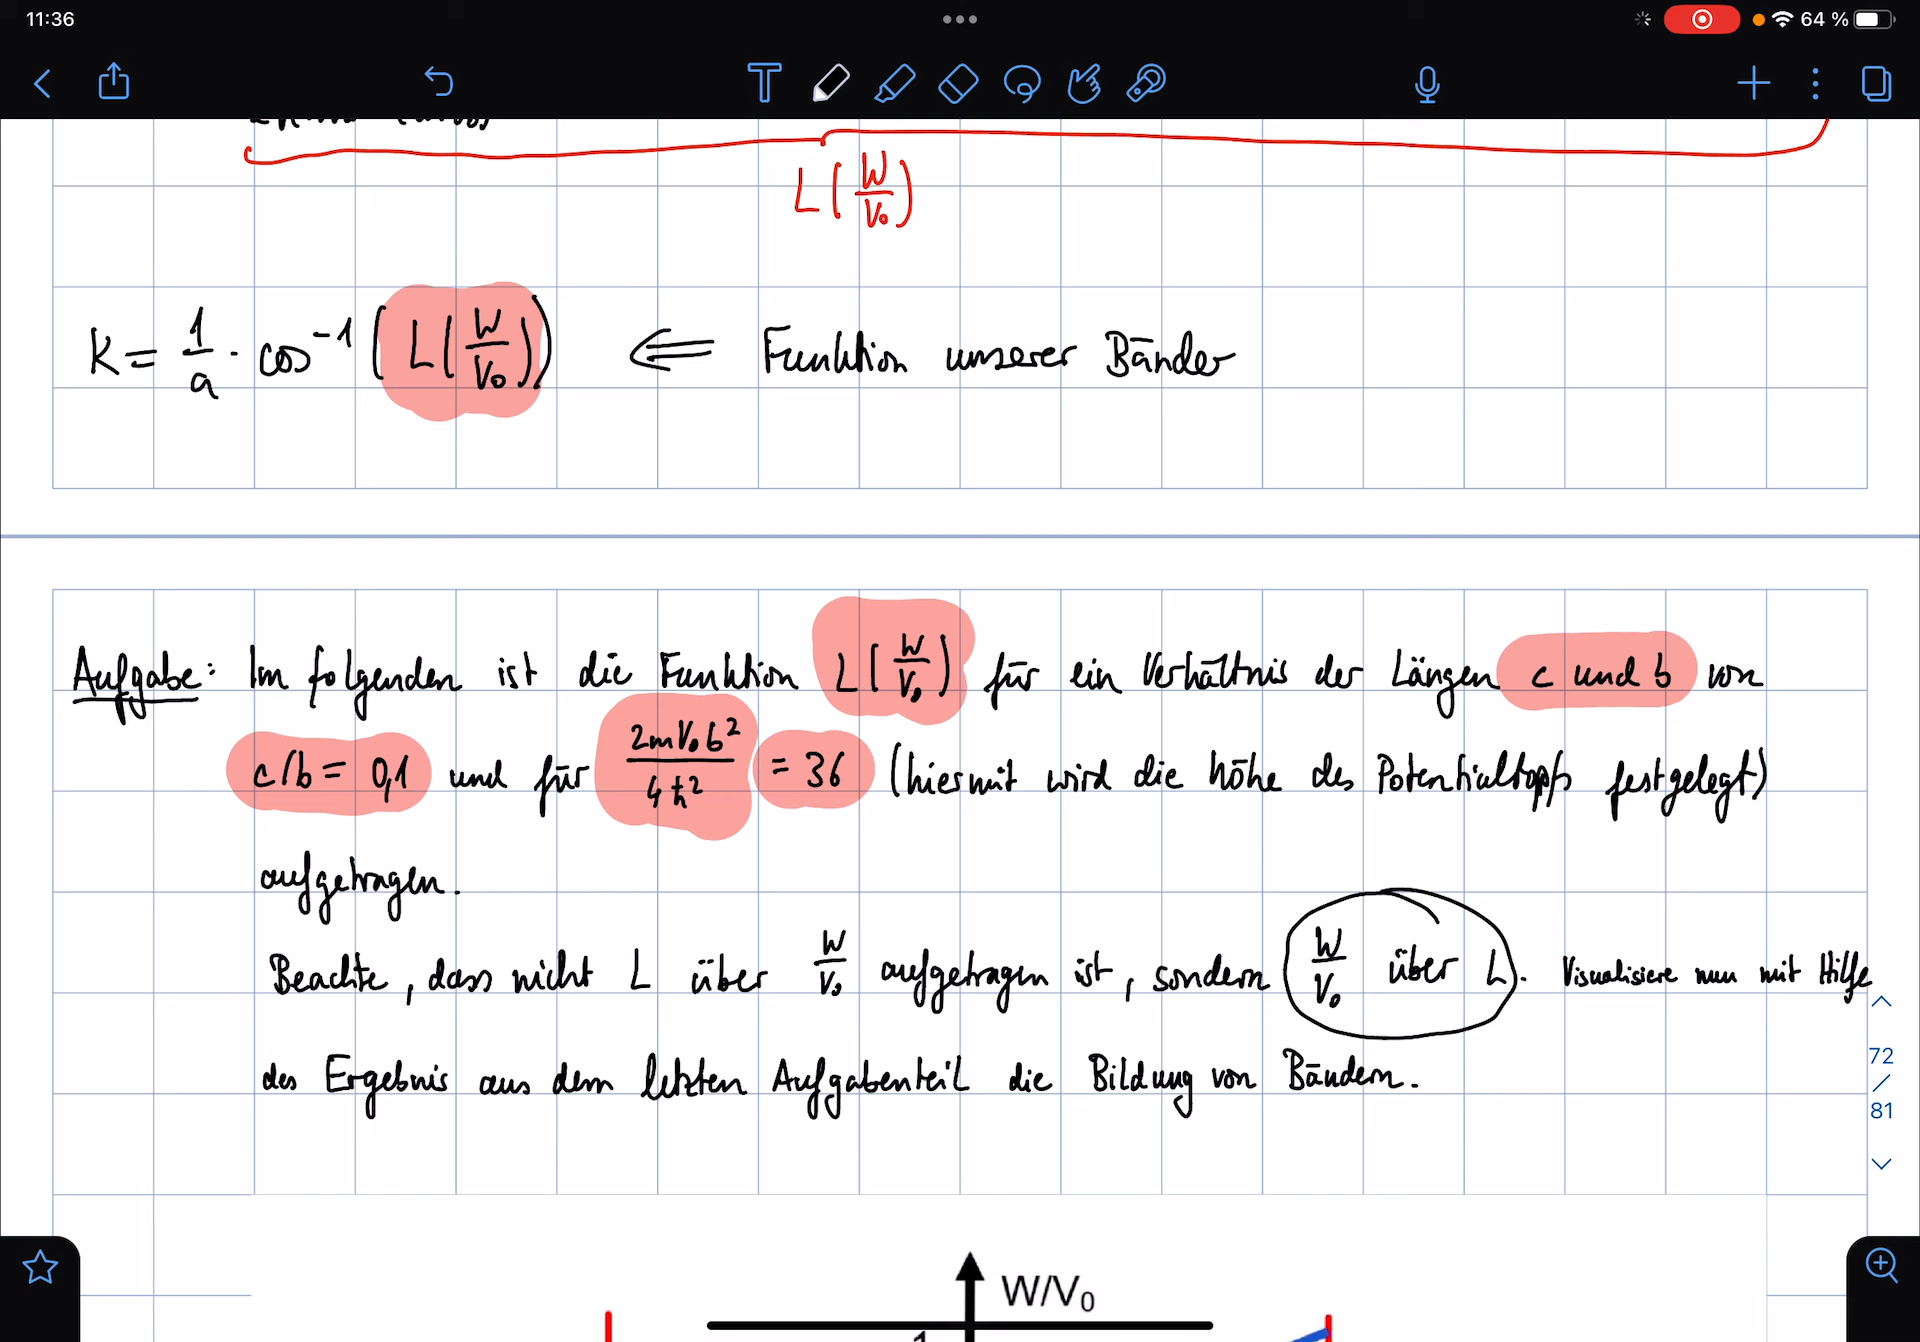 11:36
64 %
L(W/V₀)
K = 1/a · cos⁻¹(L(W/V₀)) ⇐ Funktion unserer Bänder
Aufgabe: Im folgenden ist die Funktion L(W/V₀) für ein Verhältnis der Längen c und b von
c/b = 0,1 und für 2mV₀b²/4ħ² = 36 (hiermit wird die höhe des Potentialtopfs festgelegt)
aufgetragen.
Beachte, dass nicht L über W/V₀ aufgetragen ist, sondern W/V₀ über L. Visualisiere nun mit Hilfe
des Ergebnis aus dem letzten Aufgabenteil die Bildung von Bändern.
72
/
81
W/V₀
1